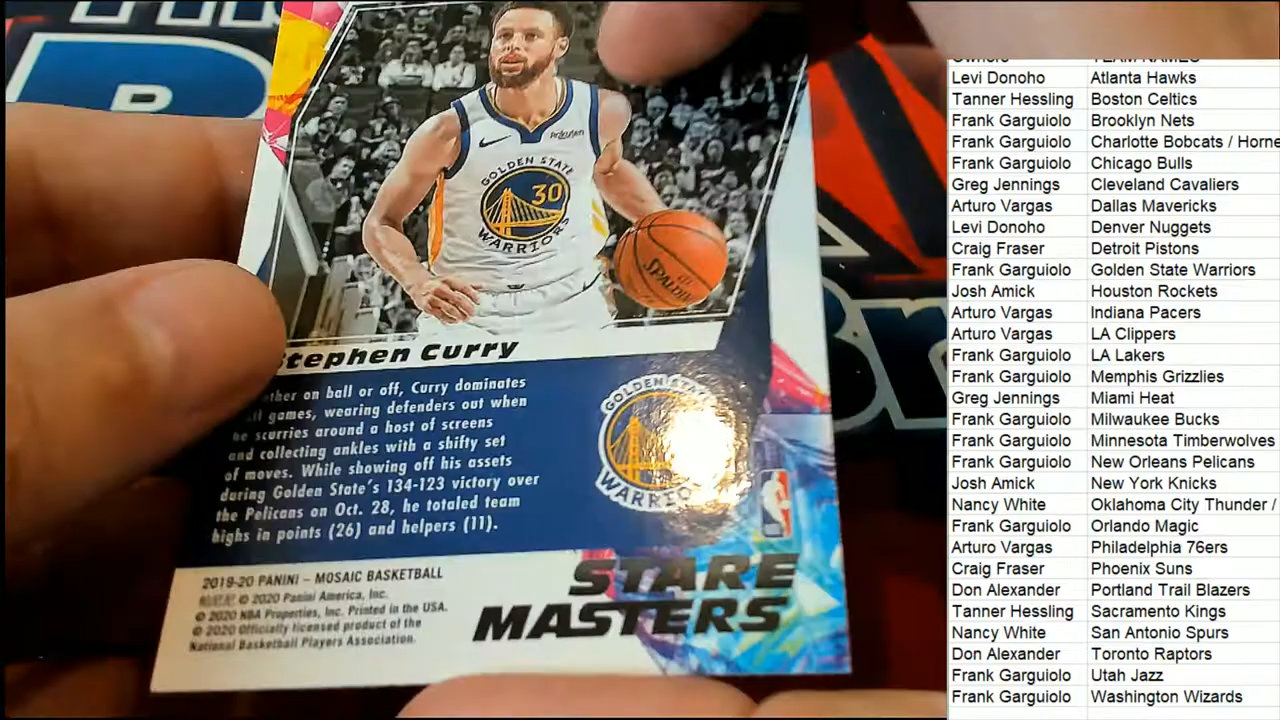 B
Rakuten
GOLDEN STATE
30
WARRIORS
SPALDING
Stephen Curry
ther on ball or off, Curry dominates
games, wearing defenders out when
he scurries around a host of screens
and collecting ankles with a shifty set
of moves. While showing off his assets
during Golden State's 134-123 victory over
the Pelicans on Oct. 28, he totaled team
highs in points (26) and helpers (11).
GOLDEN STATE
WARRIO
2019-20 PANINI – MOSAIC BASKETBALL
© 2020 Panini America, Inc.
© 2020 NBA Properties, Inc. Printed in the USA.
© 2020 Officially licensed product of the
National Basketball Players Association.
STARE
MASTERS
Owners TEAM NAMES
Levi Donoho Atlanta Hawks
Tanner Hessling Boston Celtics
Frank Garguiolo Brooklyn Nets
Frank Garguiolo Charlotte Bobcats / Horne
Frank Garguiolo Chicago Bulls
Greg Jennings Cleveland Cavaliers
Arturo Vargas Dallas Mavericks
Levi Donoho Denver Nuggets
Craig Fraser Detroit Pistons
Frank Garguiolo Golden State Warriors
Josh Amick Houston Rockets
Arturo Vargas Indiana Pacers
Arturo Vargas LA Clippers
Frank Garguiolo LA Lakers
Frank Garguiolo Memphis Grizzlies
Greg Jennings Miami Heat
Frank Garguiolo Milwaukee Bucks
Frank Garguiolo Minnesota Timberwolves
Frank Garguiolo New Orleans Pelicans
Josh Amick New York Knicks
Nancy White Oklahoma City Thunder /
Frank Garguiolo Orlando Magic
Arturo Vargas Philadelphia 76ers
Craig Fraser Phoenix Suns
Don Alexander Portland Trail Blazers
Tanner Hessling Sacramento Kings
Nancy White San Antonio Spurs
Don Alexander Toronto Raptors
Frank Garguiolo Utah Jazz
Frank Garguiolo Washington Wizards